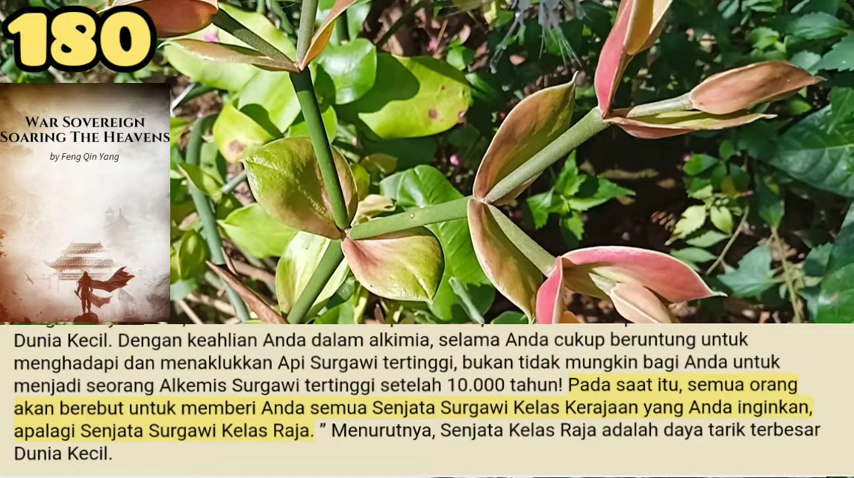 180
WAR SOVEREIGN
SOARING THE HEAVENS
by Feng Qin Yang
Dunia Kecil. Dengan keahlian Anda dalam alkimia, selama Anda cukup beruntung untuk
menghadapi dan menaklukkan Api Surgawi tertinggi, bukan tidak mungkin bagi Anda untuk
menjadi seorang Alkemis Surgawi tertinggi setelah 10.000 tahun! Pada saat itu, semua orang
akan berebut untuk memberi Anda semua Senjata Surgawi Kelas Kerajaan yang Anda inginkan,
apalagi Senjata Surgawi Kelas Raja. ” Menurutnya, Senjata Kelas Raja adalah daya tarik terbesar
Dunia Kecil.